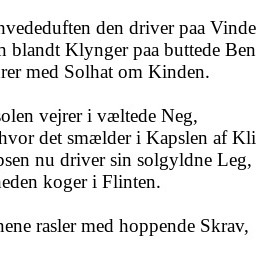 hvededuften den driver paa Vinde
n blandt Klynger paa buttede Ben
rer med Solhat om Kinden.
olen vejrer i væltede Neg,
hvor det smælder i Kapslen af Kli
osen nu driver sin solgyldne Leg,
eden koger i Flinten.
nene rasler med hoppende Skrav,